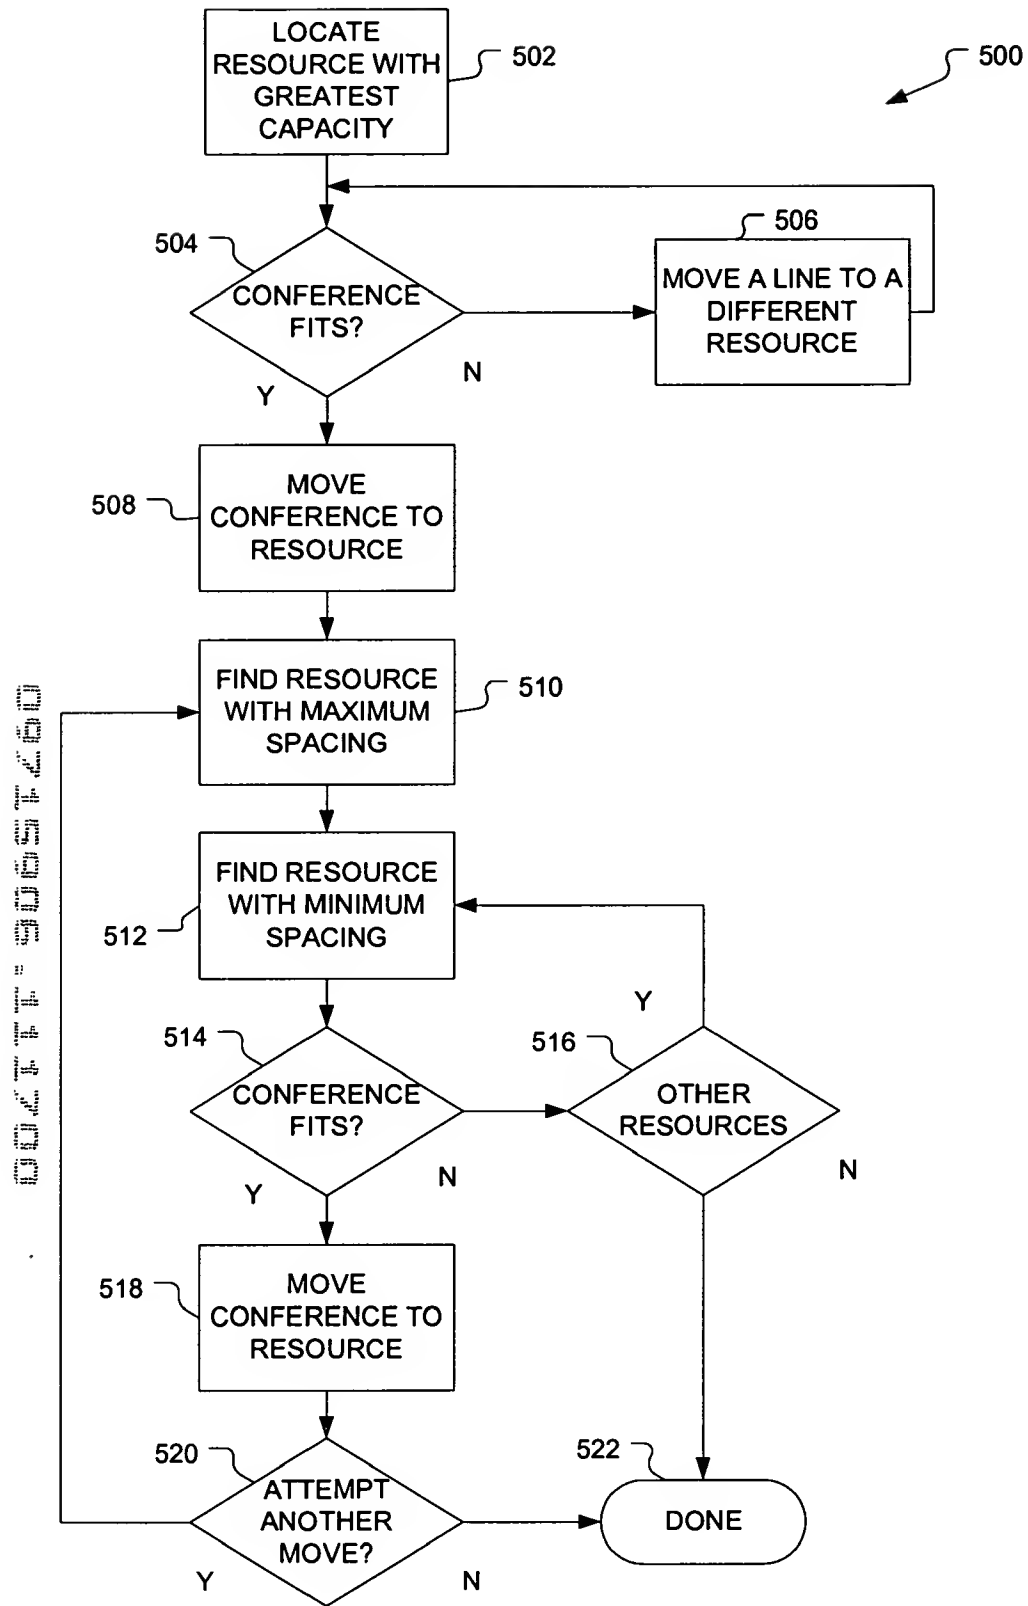 LOCATE
RESOURCE WITH
GREATEST
CAPACITY
502
500
504
CONFERENCE
FITS?
506
MOVE A LINE TO A
DIFFERENT
RESOURCE
Y
N
508
MOVE
CONFERENCE TO
RESOURCE
FIND RESOURCE
WITH MAXIMUM
SPACING
510
512
FIND RESOURCE
WITH MINIMUM
SPACING
514
CONFERENCE
FITS?
Y
N
516
OTHER
RESOURCES
Y
N
518
MOVE
CONFERENCE TO
RESOURCE
520
ATTEMPT
ANOTHER
MOVE?
Y
N
522
DONE
09715906.111700